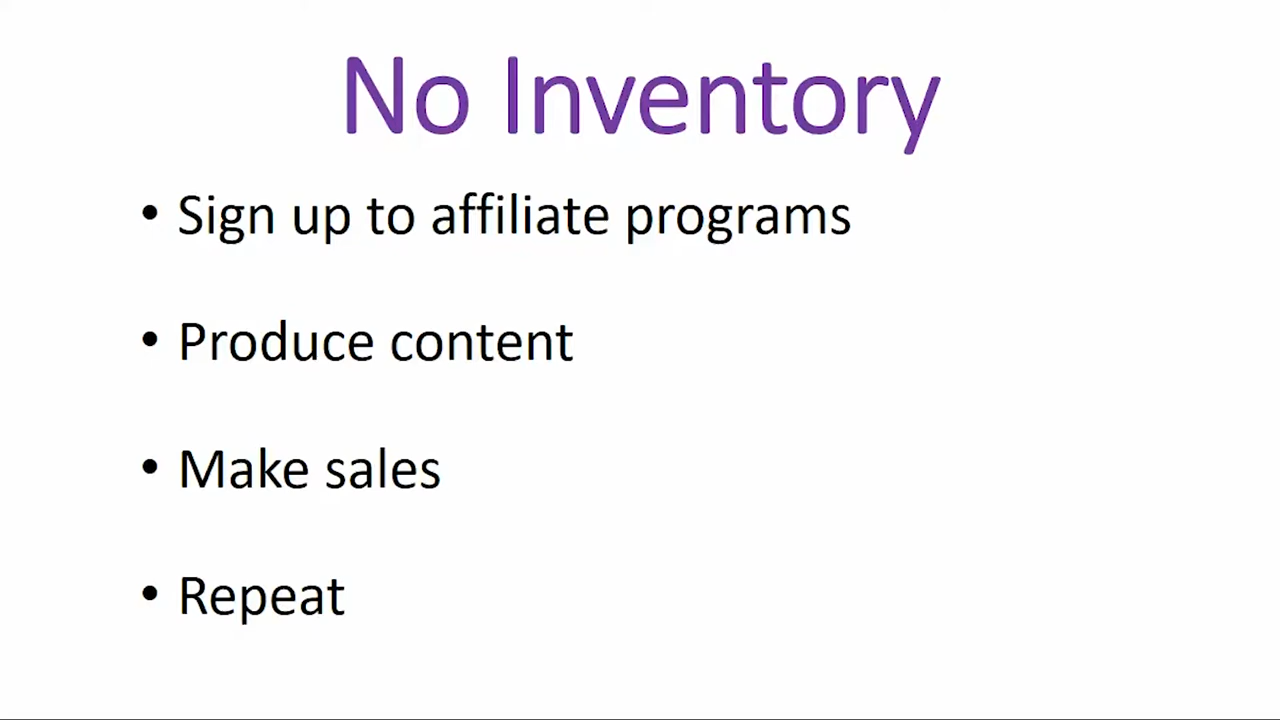 No Inventory
• Sign up to affiliate programs
• Produce content
• Make sales
• Repeat